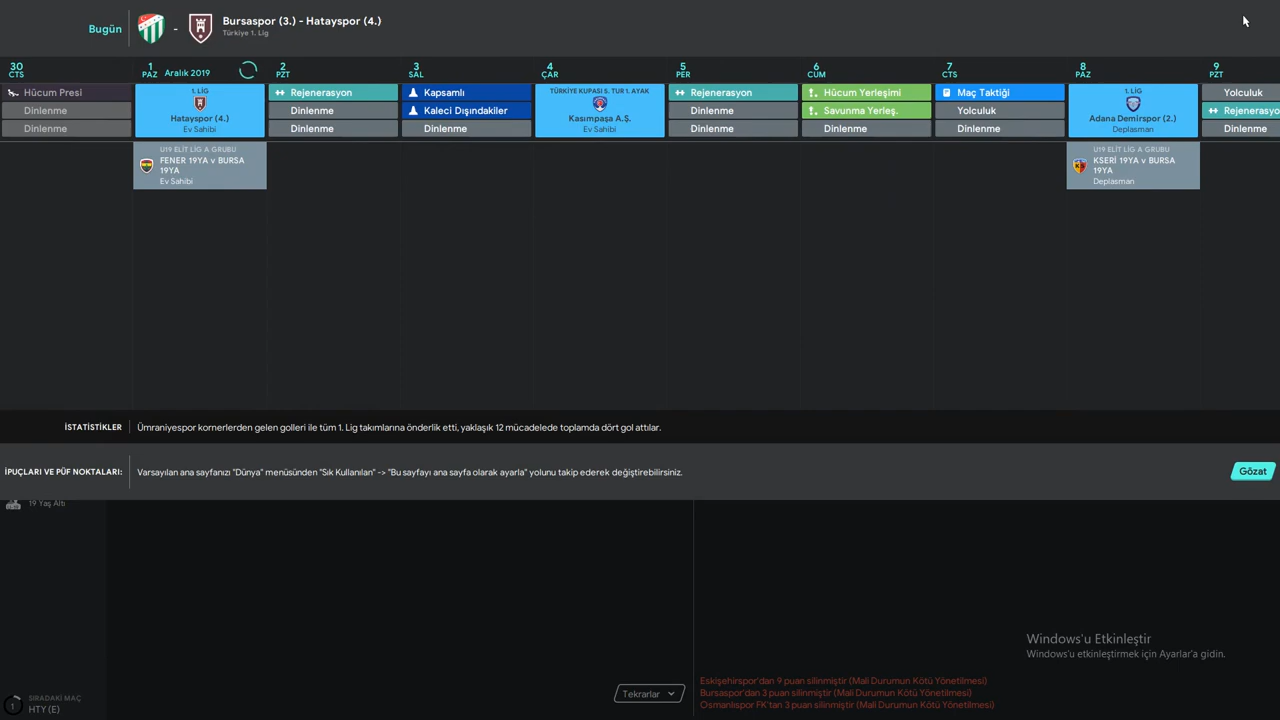 Bugün
-
Bursaspor (3.) - Hatayspor (4.)
Türkiye 1. Lig
30
CTS
1
PAZ Aralık 2019
2
PZT
3
SAL
4
ÇAR
5
PER
6
CUM
7
CTS
8
PAZ
9
PZT
Hücum Presi
Dinlenme
Dinlenme
1. LİG
Hatayspor (4.)
Ev Sahibi
Rejenerasyon
Dinlenme
Dinlenme
Kapsamlı
Kaleci Dışındakiler
Dinlenme
TÜRKİYE KUPASI 5. TUR 1. AYAK
Kasımpaşa A.Ş.
Ev Sahibi
Rejenerasyon
Dinlenme
Dinlenme
Hücum Yerleşimi
Savunma Yerleş.
Dinlenme
Maç Taktiği
Yolculuk
Dinlenme
1. LİG
Adana Demirspor (2.)
Deplasman
Yolculuk
Rejenerasyo
Dinlenme
U19 ELİT LİG A GRUBU
FENER 19YA v BURSA
19YA
Ev Sahibi
U19 ELİT LİG A GRUBU
KSERİ 19YA v BURSA
19YA
Deplasman
İSTATİSTİKLER
Ümraniyespor kornerlerden gelen golleri ile tüm 1. Lig takımlarına önderlik etti, yaklaşık 12 mücadelede toplamda dört gol attılar.
İPUÇLARI VE PÜF NOKTALARI:
Varsayılan ana sayfanızı "Dünya" menüsünden "Sık Kullanılan" -> "Bu sayfayı ana sayfa olarak ayarla" yolunu takip ederek değiştirebilirsiniz.
Gözat
19 Yaş Altı
Windows'u Etkinleştir
Windows'u etkinleştirmek için Ayarlar'a gidin.
Eskişehirspor'dan 9 puan silinmiştir (Mali Durumun Kötü Yönetilmesi)
Bursaspor'dan 3 puan silinmiştir (Mali Durumun Kötü Yönetilmesi)
Osmanlıspor FK'tan 3 puan silinmiştir (Mali Durumun Kötü Yönetilmesi)
Tekrarlar
1
SIRADAKİ MAÇ
HTY (E)